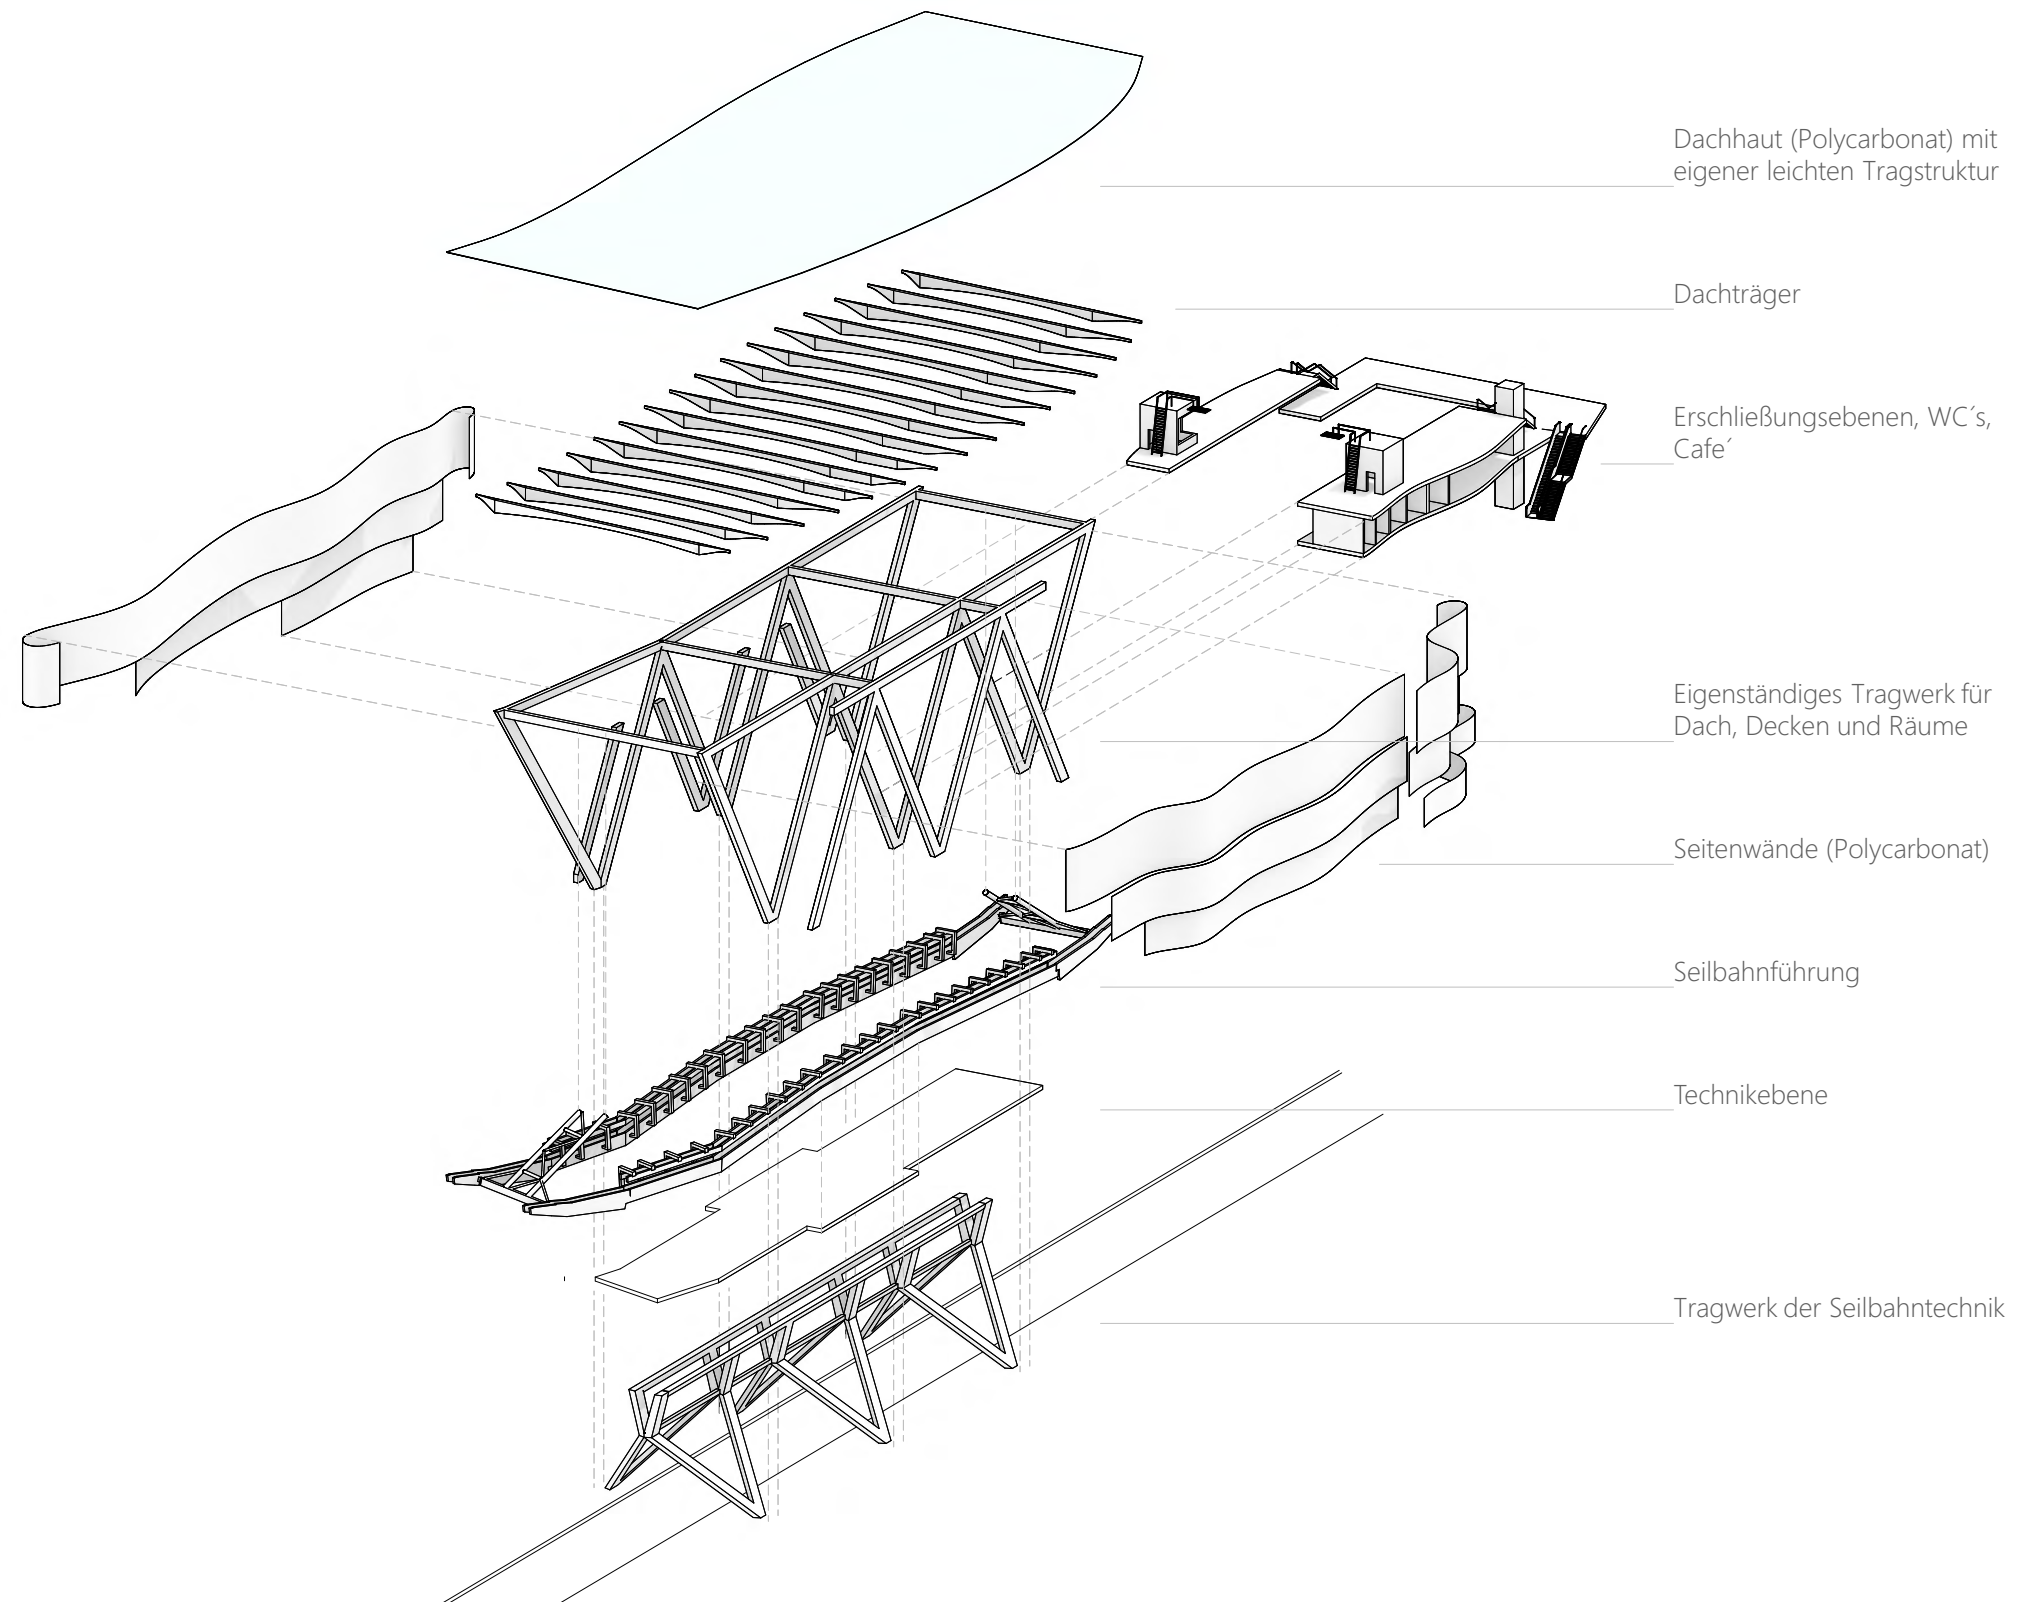 Dachhaut (Polycarbonat) mit
eigener leichten Tragstruktur
Dachträger
Erschließungsebenen, WC´s,
Cafe´
Eigenständiges Tragwerk für
Dach, Decken und Räume
Seitenwände (Polycarbonat)
Seilbahnführung
Technikebene
Tragwerk der Seilbahntechnik